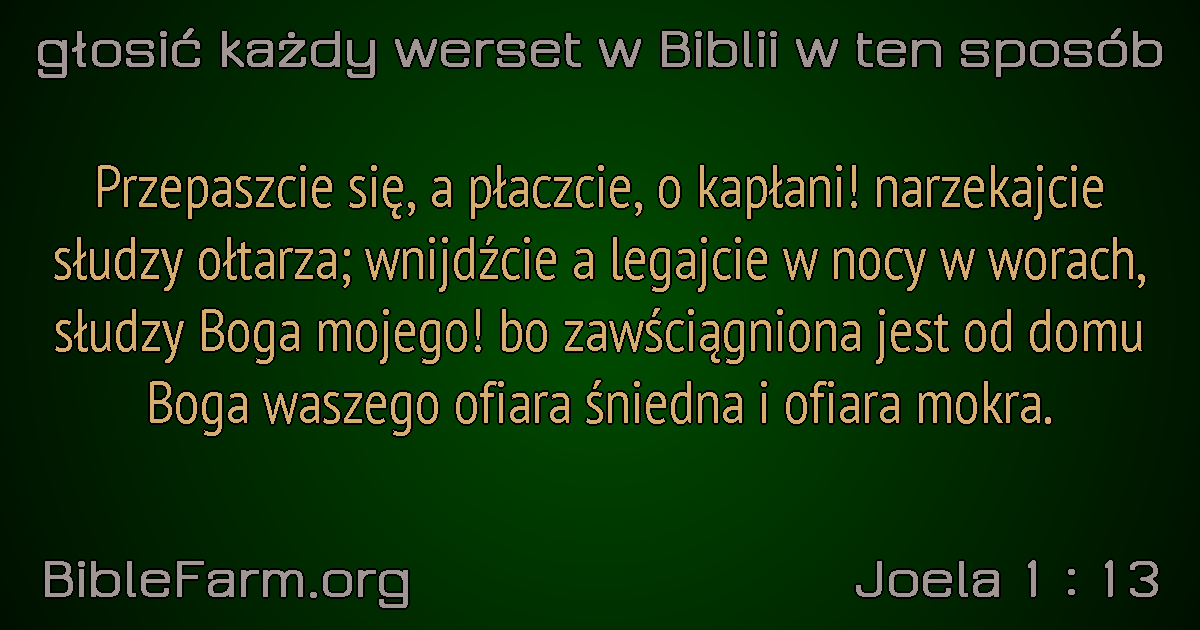 głosić każdy werset w Biblii w ten sposób
Przepaszcie się, a płaczcie, o kapłani! narzekajcie
słudzy ołtarza; wnijdźcie a legajcie w nocy w worach,
słudzy Boga mojego! bo zawściągniona jest od domu
Boga waszego ofiara śniedna i ofiara mokra.
BibleFarm.org
Joela 1 : 13